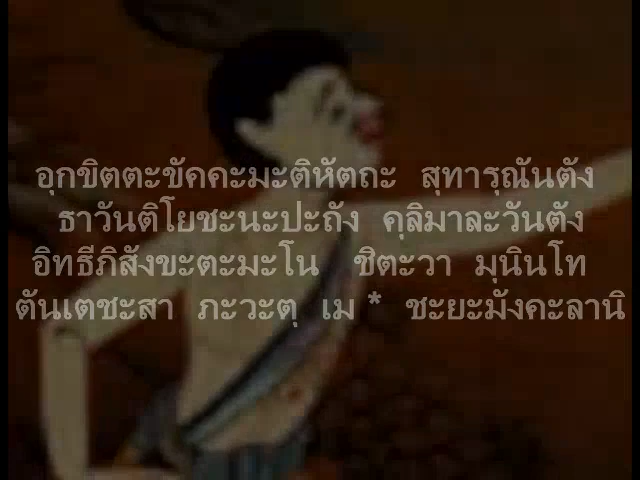 อุกขิตตะขัคคะมะติหัตถะ สุทารุณันตัง
ธาวันติโยชะนะปะถัง คุลิมาละวันตัง
อิทธีภิสังขะตะมะโน ชิตะวา มุนินโท
ตันเตชะสา ภะวะตุ เม * ชะยะมังคะลานิ